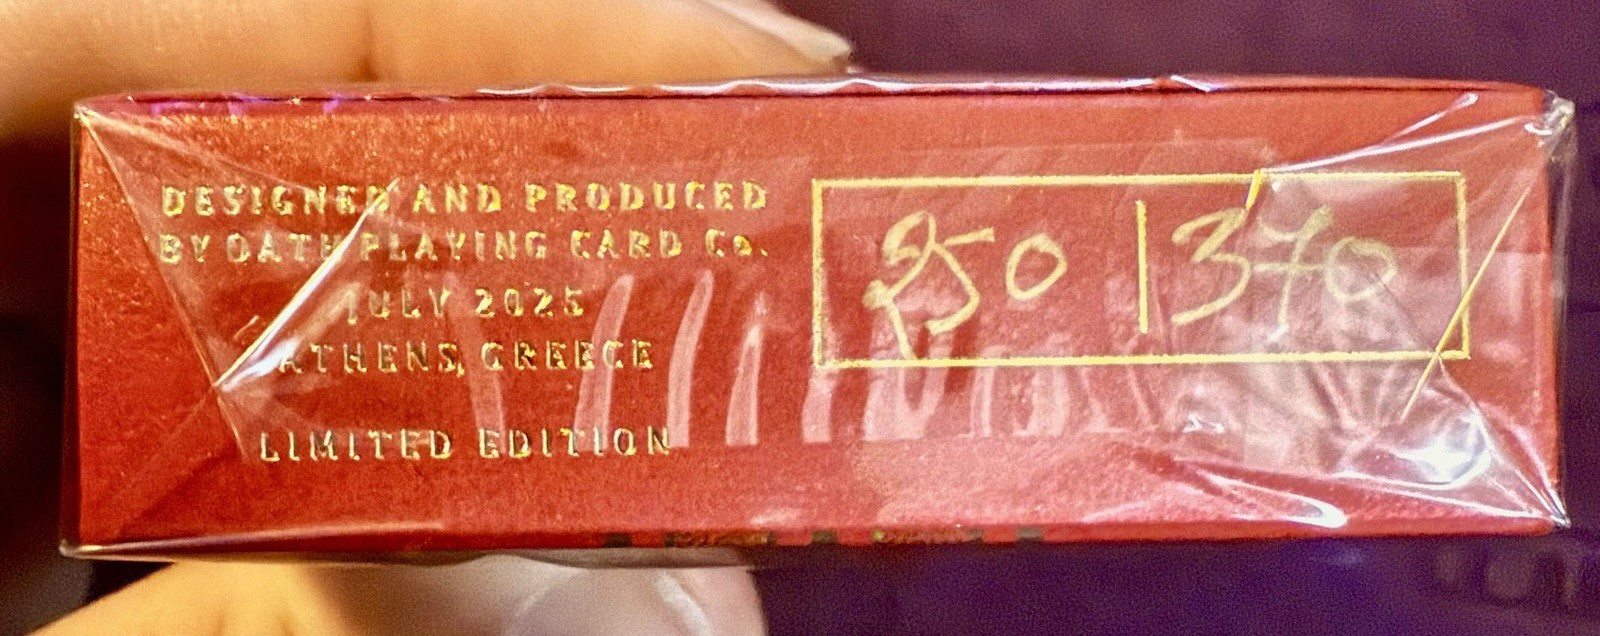 DESIGNED AND PRODUCED
BY OATH PLAYING CARD Co.
JULY 2025
ATHENS, GREECE
LIMITED EDITION
250 | 370